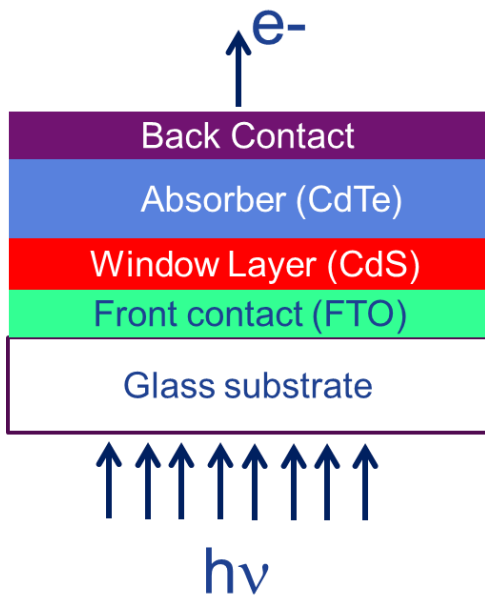 e-
Back Contact
Absorber (CdTe)
Window Layer (CdS)
Front contact (FTO)
Glass substrate
hν